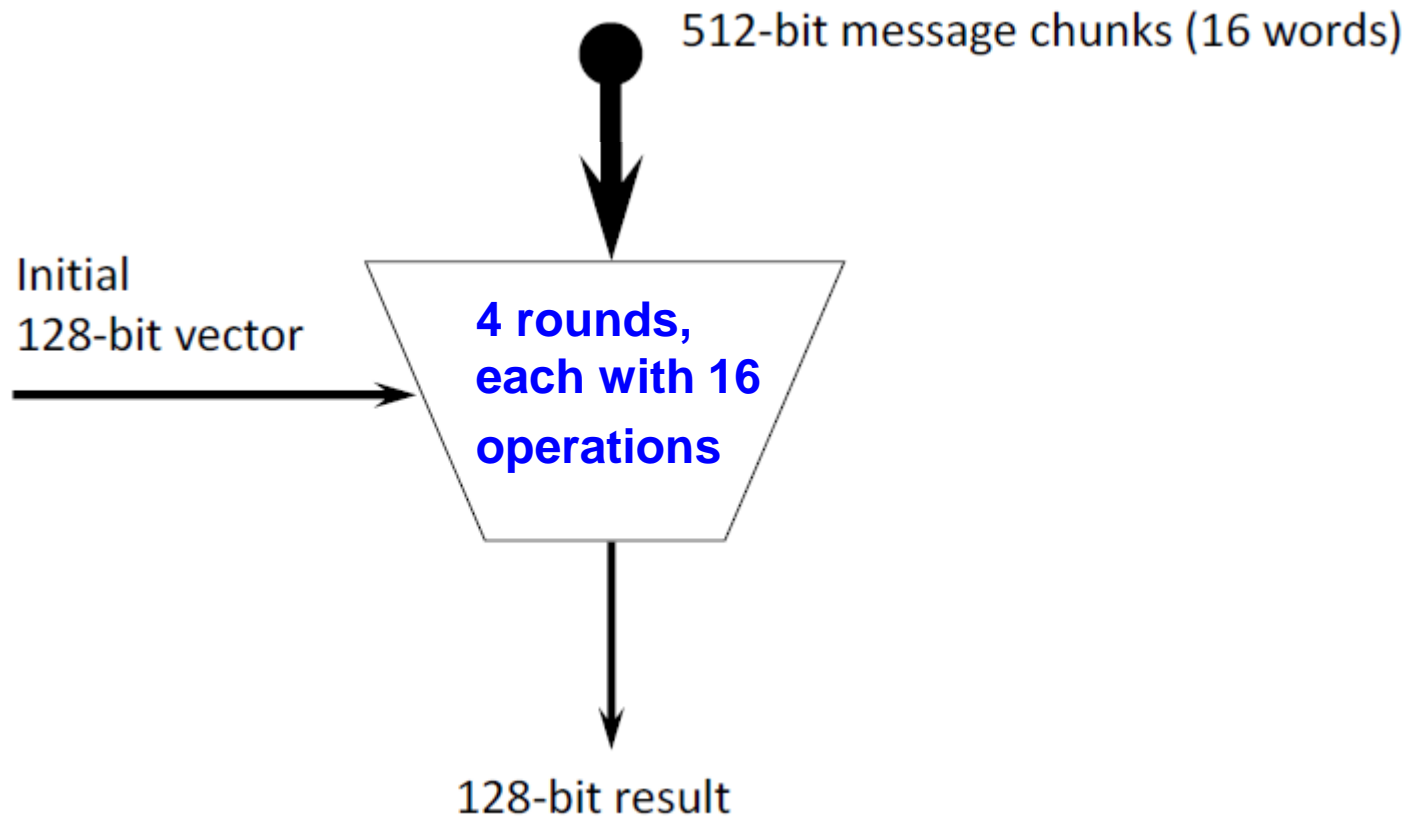 512-bit message chunks (16 words)
Initial
128-bit vector
4 rounds,
each with 16
operations
128-bit result